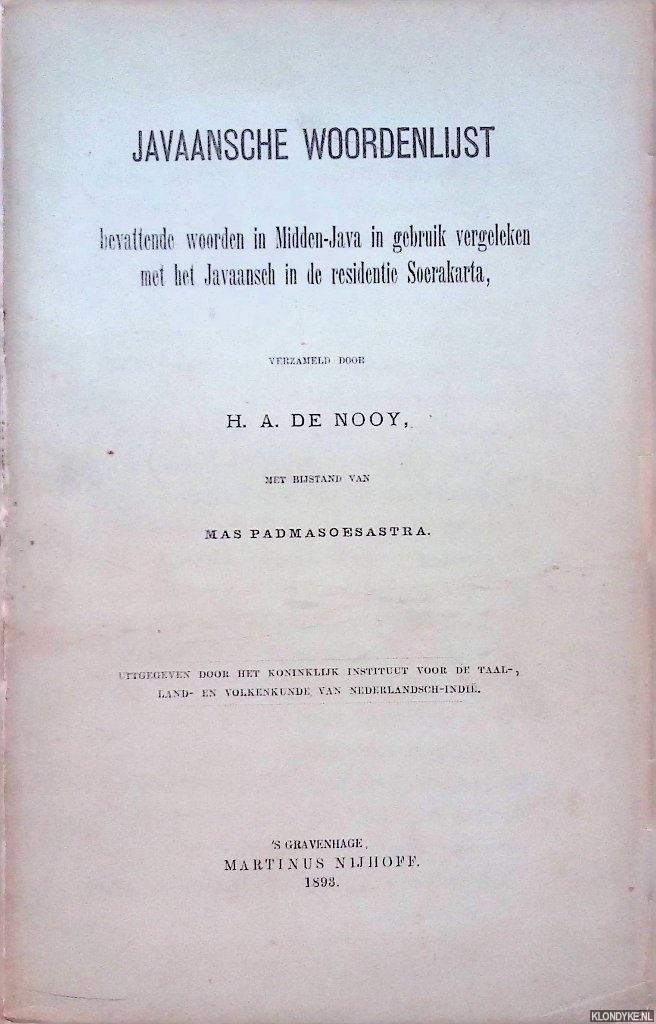 JAVAANSCHE WOORDENLIJST
bevattende woorden in Midden-Java in gebruik vergeleken
met het Javaansch in de residentie Soerakarta,
VERZAMELD DOOR
H. A. DE NOOY,
MET BIJSTAND VAN
MAS PADMASOESASTRA.
UITGEGEVEN DOOR HET KONINKLIJK INSTITUUT VOOR DE TAAL-,
LAND- EN VOLKENKUNDE VAN NEDERLANDSCH-INDIË.
'S GRAVENHAGE,
MARTINUS NIJHOFF.
1893.
KLONDYKE.NL